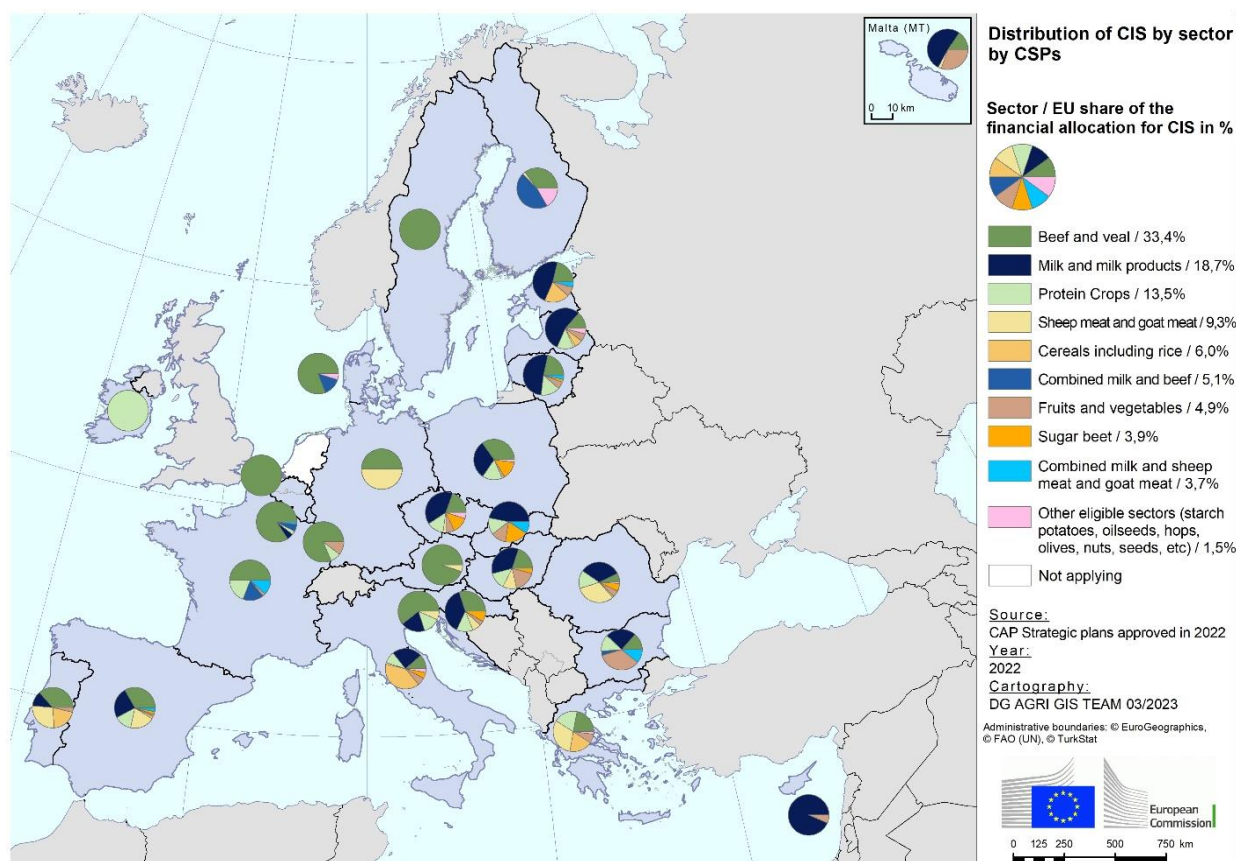 Malta (MT)
0 10 km
Distribution of CIS by sector
by CSPs
Sector / EU share of the
financial allocation for CIS in %
Beef and veal / 33,4%
Milk and milk products / 18,7%
Protein Crops / 13,5%
Sheep meat and goat meat / 9,3%
Cereals including rice / 6,0%
Combined milk and beef / 5,1%
Fruits and vegetables / 4,9%
Sugar beet / 3,9%
Combined milk and sheep
meat and goat meat / 3,7%
Other eligible sectors (starch
potatoes, oilseeds, hops,
olives, nuts, seeds, etc) / 1,5%
Not applying
Source:
CAP Strategic plans approved in 2022
Year:
2022
Cartography:
DG AGRI GIS TEAM 03/2023
Administrative boundaries: © EuroGeographics,
© FAO (UN), © TurkStat
European
Commission
0 125 250 500 750 km